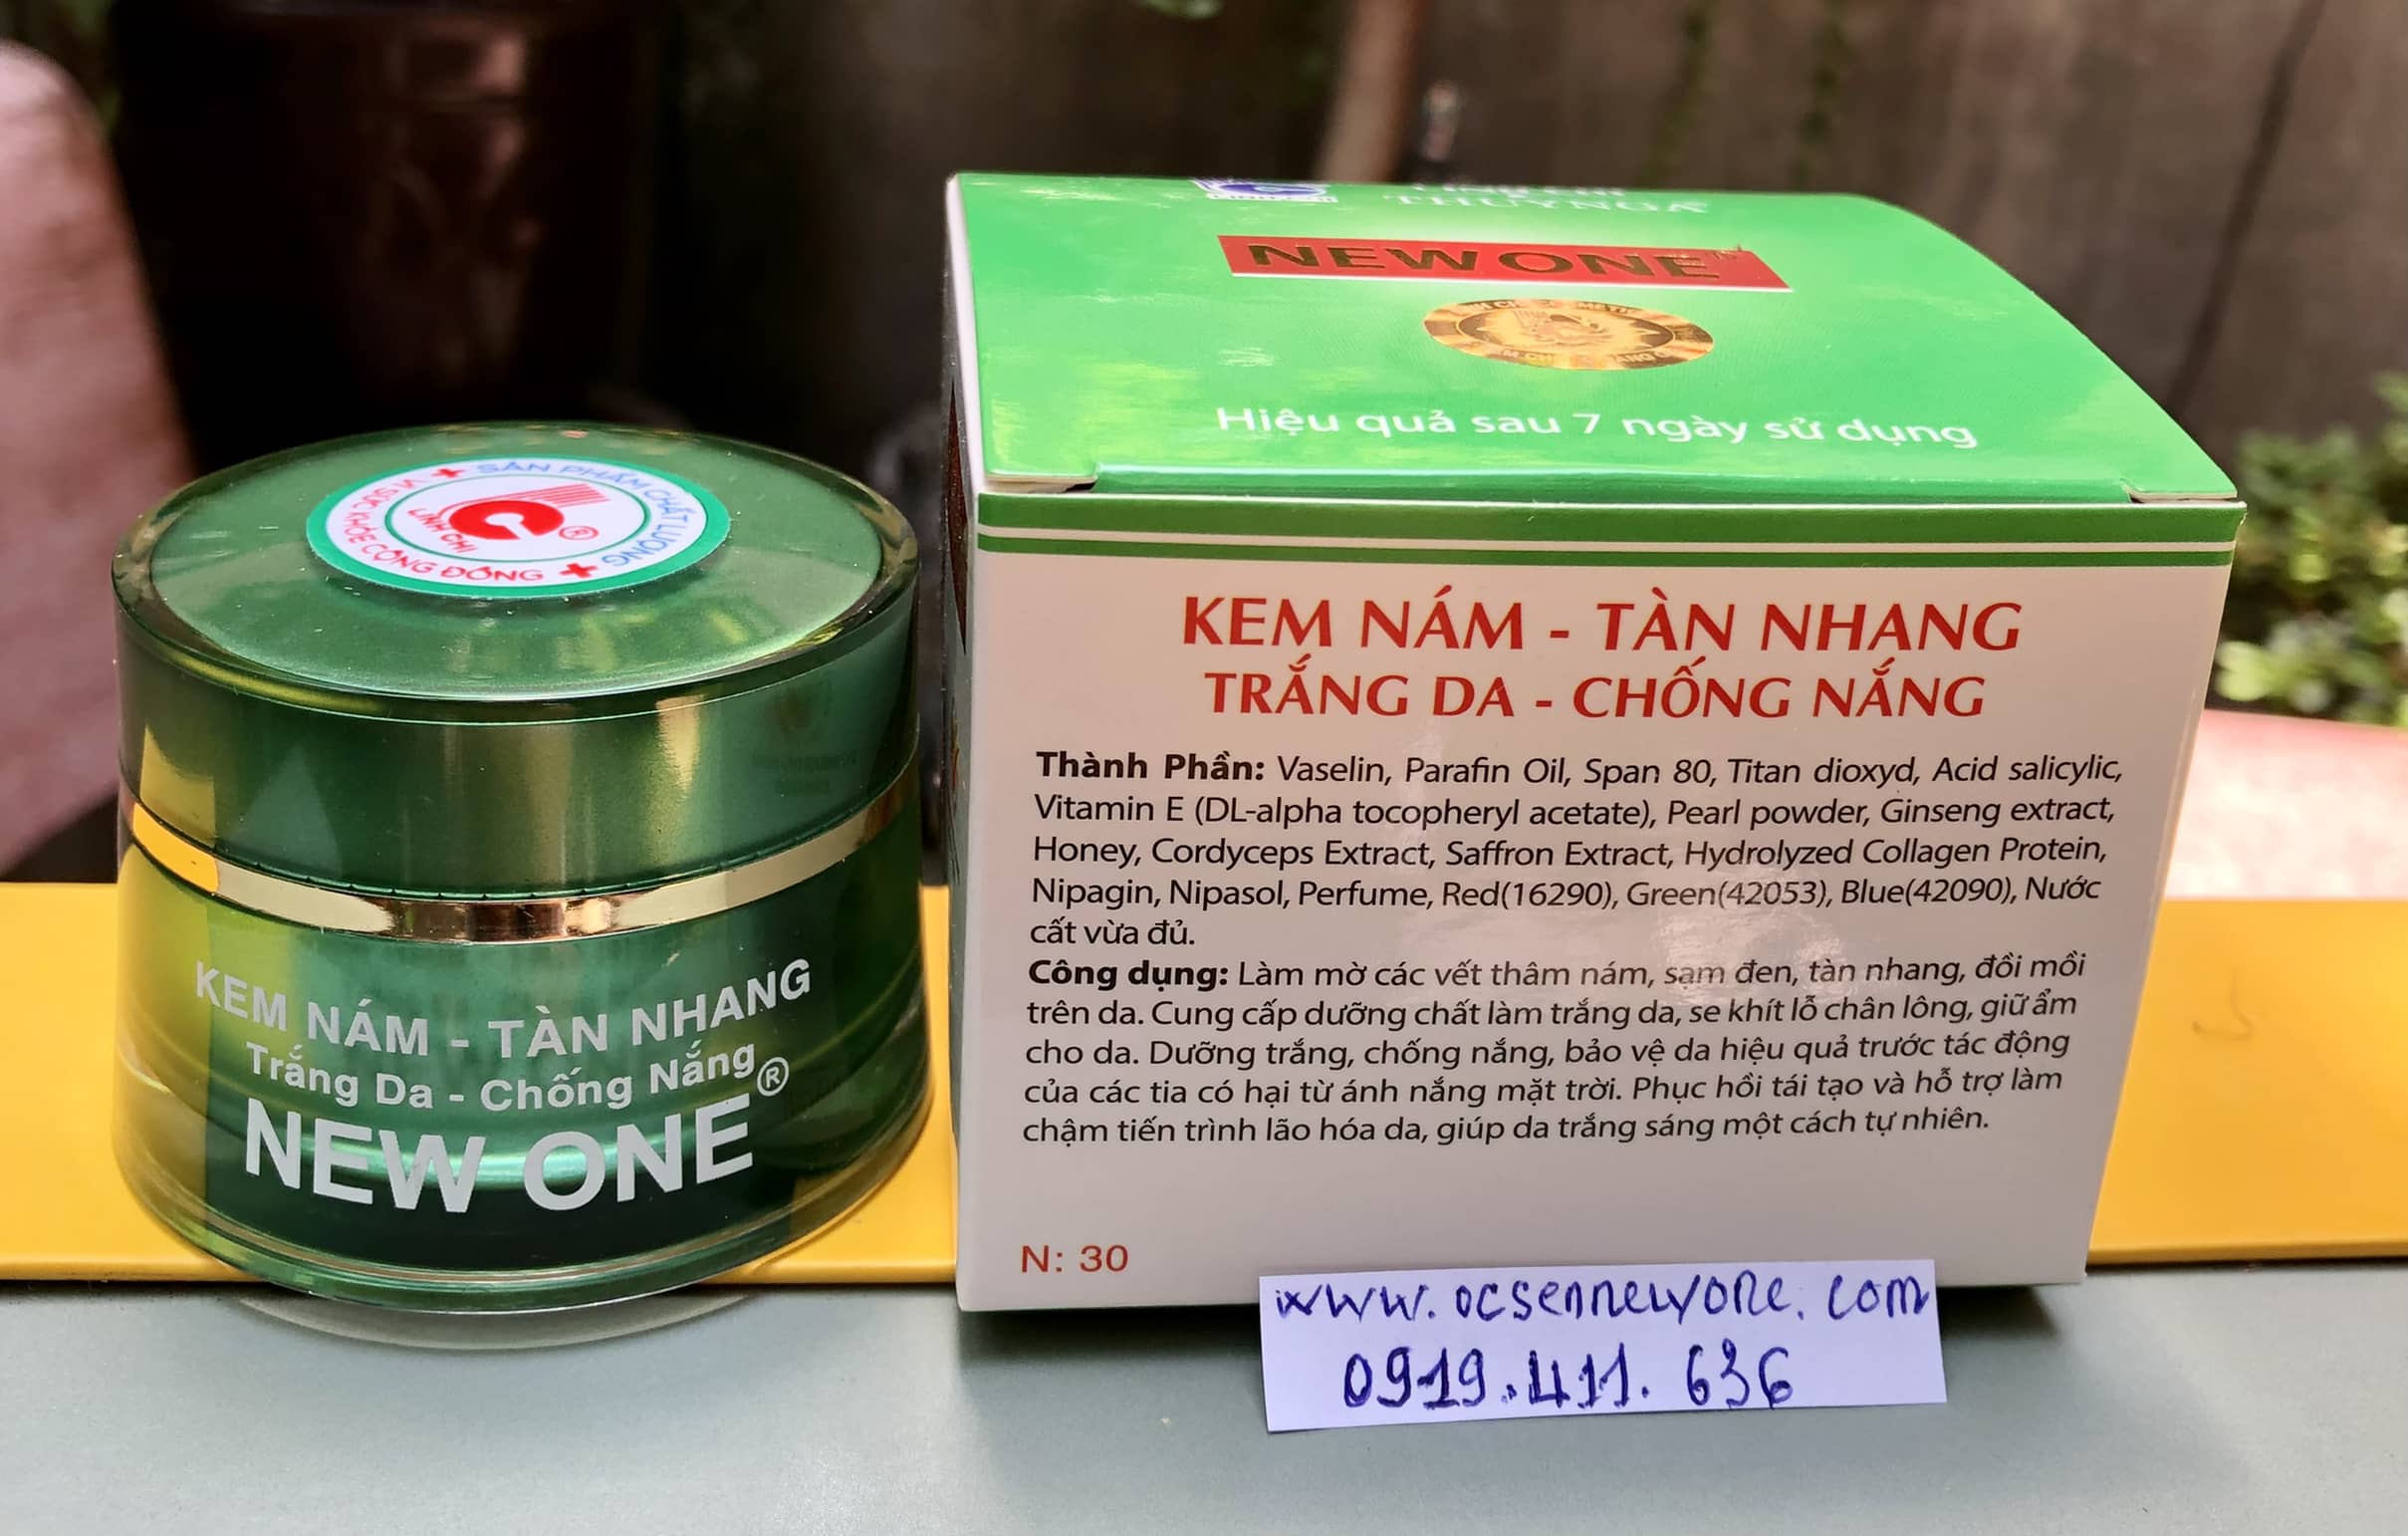 SẢN PHẨM CHẤT LƯỢNG
VÌ SỨC KHỎE CỘNG ĐỒNG
LINH CHI
®
KEM NÁM - TÀN NHANG
Trắng Da - Chống Nắng
NEW ONE®
THUYNGA
NEW ONE
Hiệu quả sau 7 ngày sử dụng
KEM NÁM - TÀN NHANG
TRẮNG DA - CHỐNG NẮNG
Thành Phần: Vaselin, Parafin Oil, Span 80, Titan dioxyd, Acid salicylic,
Vitamin E (DL-alpha tocopheryl acetate), Pearl powder, Ginseng extract,
Honey, Cordyceps Extract, Saffron Extract, Hydrolyzed Collagen Protein,
Nipagin, Nipasol, Perfume, Red(16290), Green(42053), Blue(42090), Nước
cất vừa đủ.
Công dụng: Làm mờ các vết thâm nám, sạm đen, tàn nhang, đồi mồi
trên da. Cung cấp dưỡng chất làm trắng da, se khít lỗ chân lông, giữ ẩm
cho da. Dưỡng trắng, chống nắng, bảo vệ da hiệu quả trước tác động
của các tia có hại từ ánh nắng mặt trời. Phục hồi tái tạo và hỗ trợ làm
chậm tiến trình lão hóa da, giúp da trắng sáng một cách tự nhiên.
N: 30
www.ocsennewone.com
0919.411.636